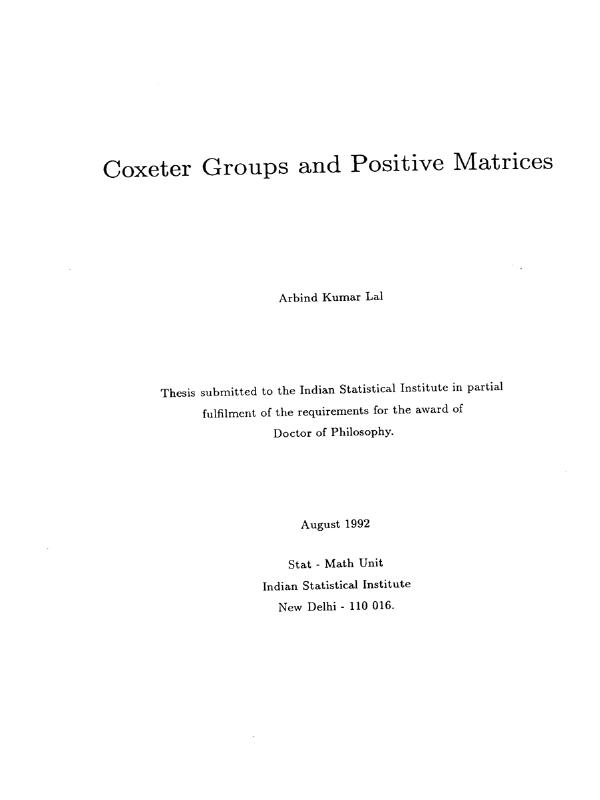 Coxeter Groups and Positive Matrices
Arbind Kumar Lal
Thesis submitted to the Indian Statistical Institute in partial
fulfilment of the requirements for the award of
Doctor of Philosophy.
August 1992
Stat - Math Unit
Indian Statistical Institute
New Delhi - 110 016.